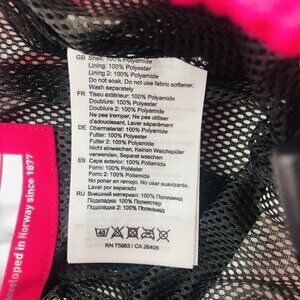 GB Shell: 100% Polyamide
Lining: 100% Polyester
Lining 2: 100% Polyamide
Do not soak. Do not use fabric softener.
Wash separately
FR Tissu extérieur: 100% Polyamide
Doublure: 100% Polyester
Doublure 2: 100% Polyamide
Ne pas tremper, Ne pas utiliser
d'adoucissant. Laver séparément
DE Obermaterial: 100% Polyamid
Futter: 100% Polyester
Futter 2: 100% Polyamid
Nicht einweichen, Keinen Weichspüler
verwenden. Separat waschen
ES Capa exterior: 100% Poliamida
Forro: 100% Poliéster
Forro 2: 100% Poliamida
No poner en remojo, No usar suavizante.
Lavar por separado
RU Внешний материал: 100% Полиамид
Подкладка: 100% Полиэстер
Подкладка 2: 100% Полиамид
RN 73983 / CA 26405
eveloped in Norway since 1877